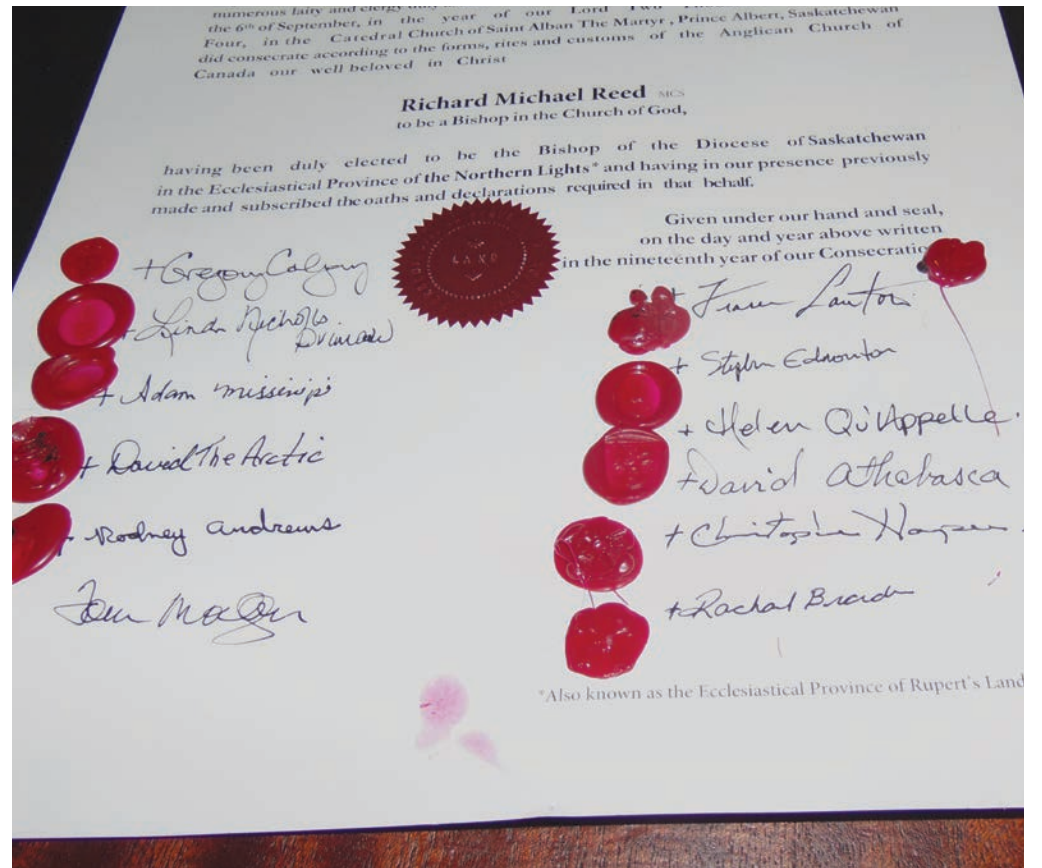 numerous laity and clergy
the 6th of September, in the year of our Lord Two
Four, in the Catedral Church of Saint Alban The Martyr , Prince Albert, Saskatchewan
did consecrate according to the forms, rites and customs of the Anglican Church of
Canada our well beloved in Christ
Richard Michael Reed MCS
to be a Bishop in the Church of God,
having been duly elected to be the Bishop of the Diocese of Saskatchewan
in the Ecclesiastical Province of the Northern Lights* and having in our presence previously
made and subscribed the oaths and declarations required in that behalf.
Given under our hand and seal,
on the day and year above written
in the nineteenth year of our Consecration
LAND
+ Gregory Calgary
+ Linda Nicholls
+ Adam Missinipi
+ David The Arctic
+ Rodney Andrews
+ Stephen Edmonton
+ Helen Qu'Appelle.
+ David Athabasca
+ Christopher Harper
+ Rachael
*Also known as the Ecclesiastical Province of Rupert's Land